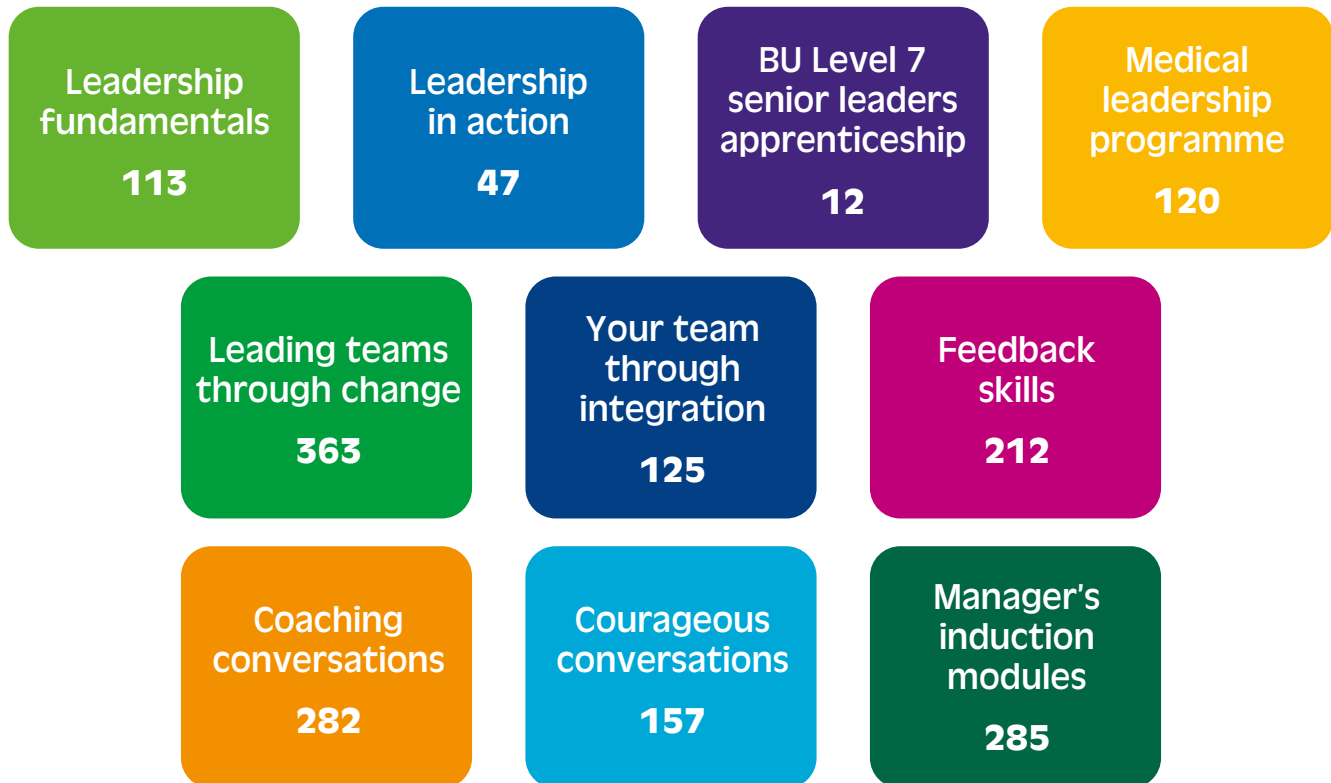 Leadership
fundamentals
113
Leadership
in action
47
BU Level 7
senior leaders
apprenticeship
12
Medical
leadership
programme
120
Leading teams
through change
363
Your team
through
integration
125
Feedback
skills
212
Coaching
conversations
282
Courageous
conversations
157
Manager's
induction
modules
285